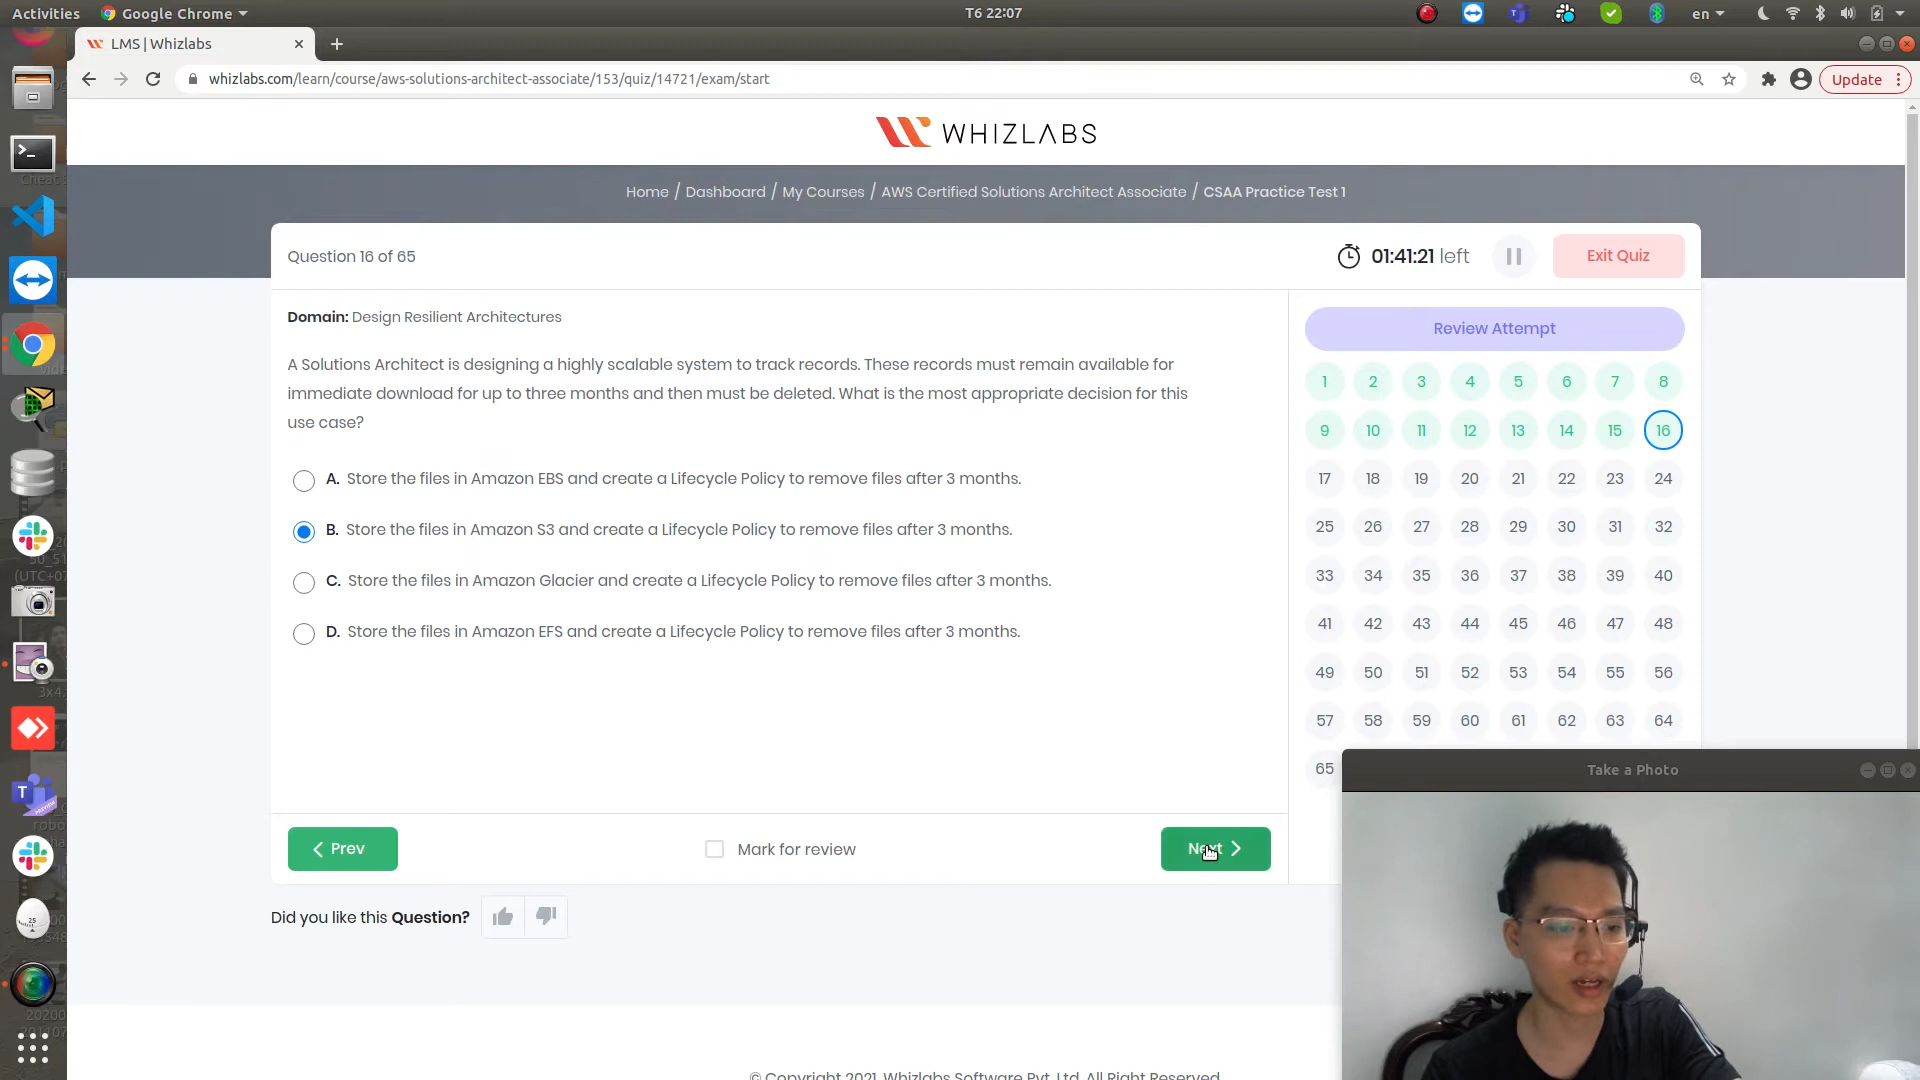 Activities
Google Chrome
T6 22:07
en
LMS | Whizlabs
whizlabs.com/learn/course/aws-solutions-architect-associate/153/quiz/14721/exam/start
Update
WHIZLABS
Home / Dashboard / My Courses / AWS Certified Solutions Architect Associate / CSAA Practice Test 1
Question 16 of 65
01:41:21 left
Exit Quiz
Domain: Design Resilient Architectures
A Solutions Architect is designing a highly scalable system to track records. These records must remain available for
immediate download for up to three months and then must be deleted. What is the most appropriate decision for this
use case?
A. Store the files in Amazon EBS and create a Lifecycle Policy to remove files after 3 months.
B. Store the files in Amazon S3 and create a Lifecycle Policy to remove files after 3 months.
C. Store the files in Amazon Glacier and create a Lifecycle Policy to remove files after 3 months.
D. Store the files in Amazon EFS and create a Lifecycle Policy to remove files after 3 months.
Review Attempt
1 2 3 4 5 6 7 8
9 10 11 12 13 14 15 16
17 18 19 20 21 22 23 24
25 26 27 28 29 30 31 32
33 34 35 36 37 38 39 40
41 42 43 44 45 46 47 48
49 50 51 52 53 54 55 56
57 58 59 60 61 62 63 64
65
Take a Photo
Prev
Mark for review
Next
Did you like this Question?
© Copyright 2021. Whizlabs Software Pvt. Ltd. All Right Reserved.